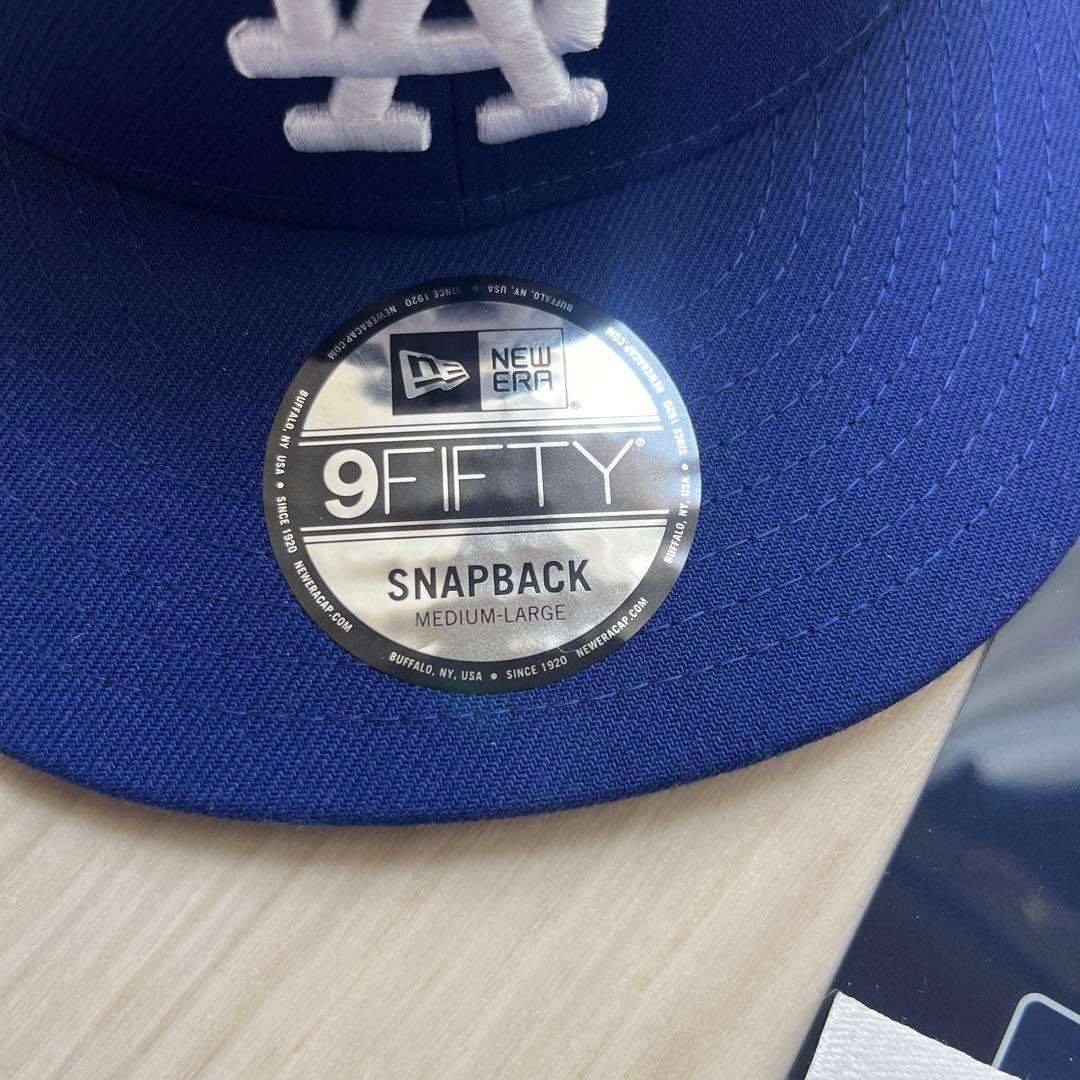 LA
NEW
ERA®
9FIFTY®
SNAPBACK
MEDIUM-LARGE
BUFFALO, NY, USA • SINCE 1920 NEWERACAP.COM
BUFFALO, NY, USA • SINCE 1920 NEWERACAP.COM
BUFFALO, NY, USA • SINCE 1920 NEWERACAP.COM
BUFFALO, NY, USA • SINCE 1920 NEWERACAP.COM